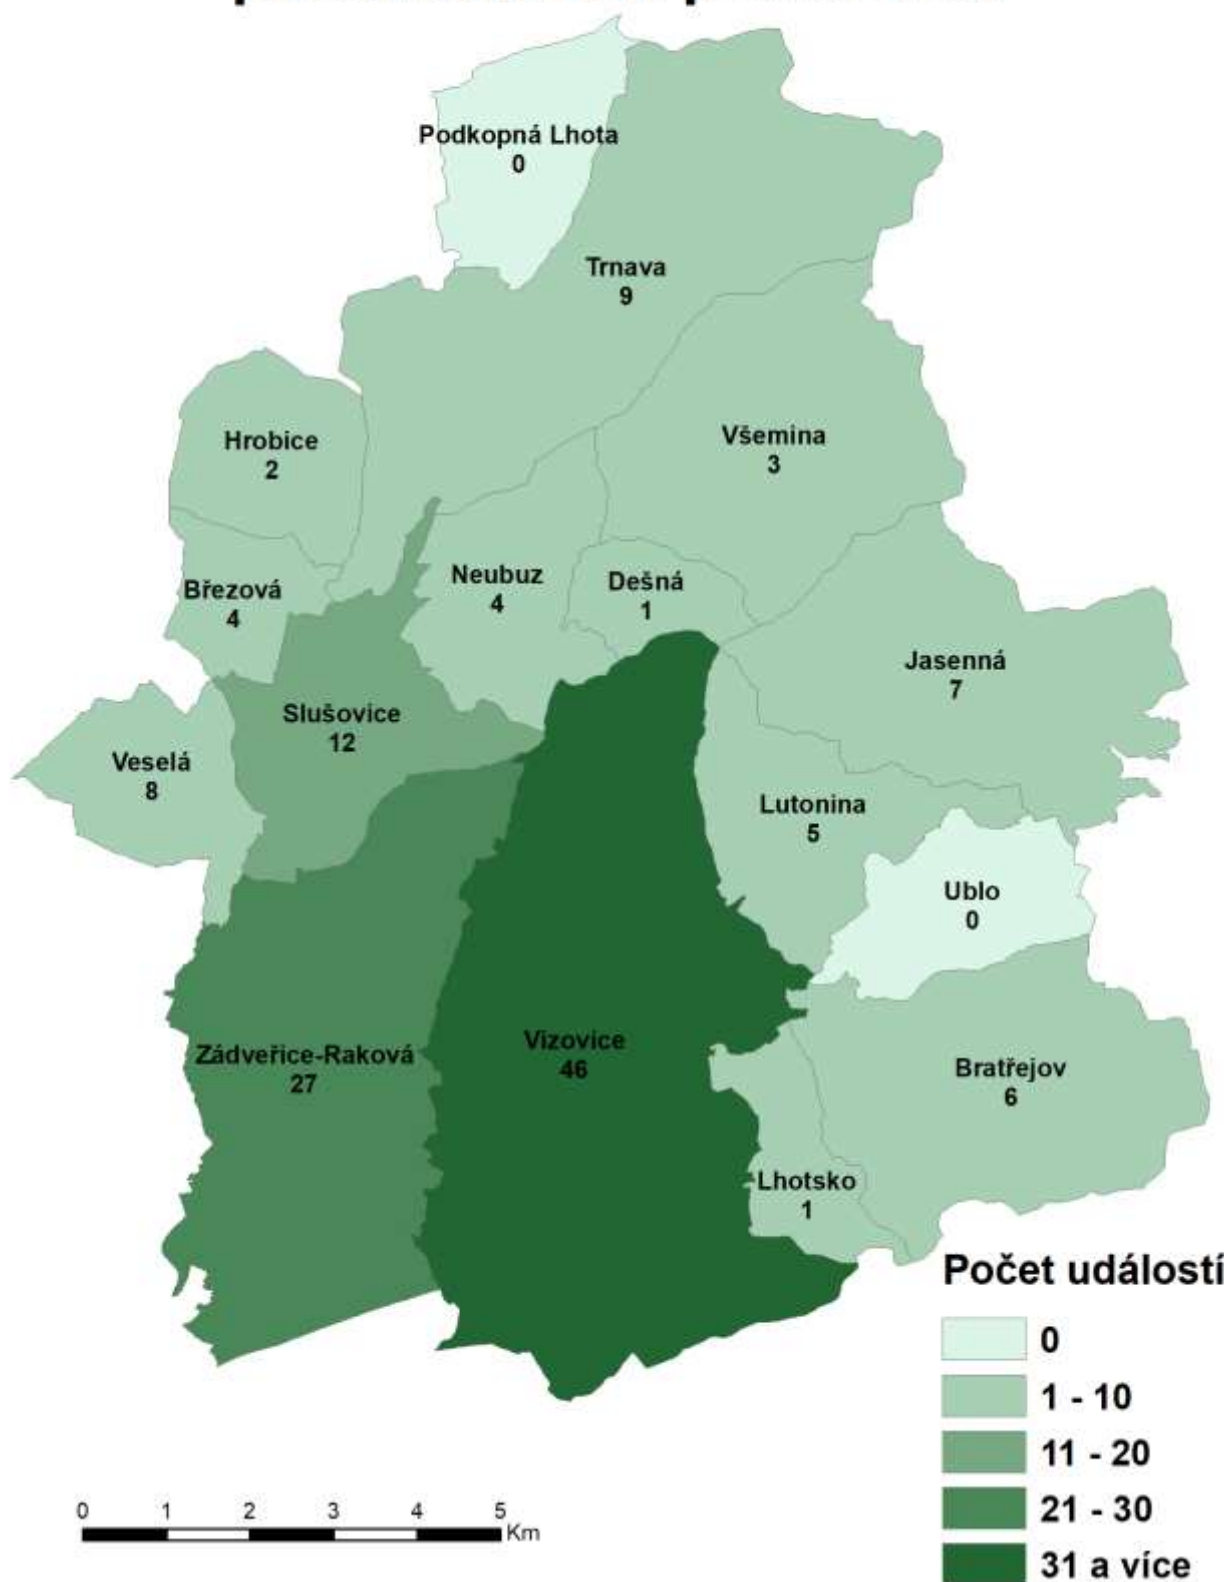 Podkopná Lhota
0
Trnava
9
Hrobice
2
Všemina
3
Březová
4
Neubuz
4
Dešná
1
Jasenná
7
Slušovice
12
Veselá
8
Lutonina
5
Ublo
0
Zádveřice-Raková
27
Vizovice
46
Bratřejov
6
Lhotsko
1
Počet událostí
0
1 - 10
11 - 20
21 - 30
31 a více
0 1 2 3 4 5
Km